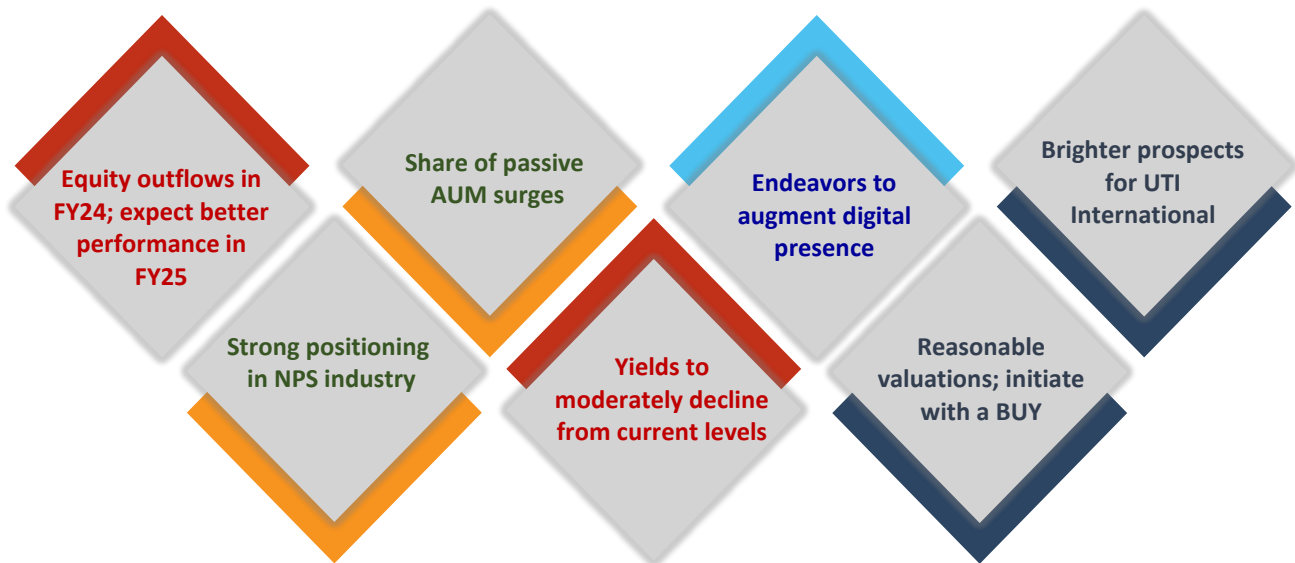 Equity outflows in
FY24; expect better
performance in
FY25
Strong positioning
in NPS industry
Share of passive
AUM surges
Yields to
moderately decline
from current levels
Endeavors to
augment digital
presence
Reasonable
valuations; initiate
with a BUY
Brighter prospects
for UTI
International